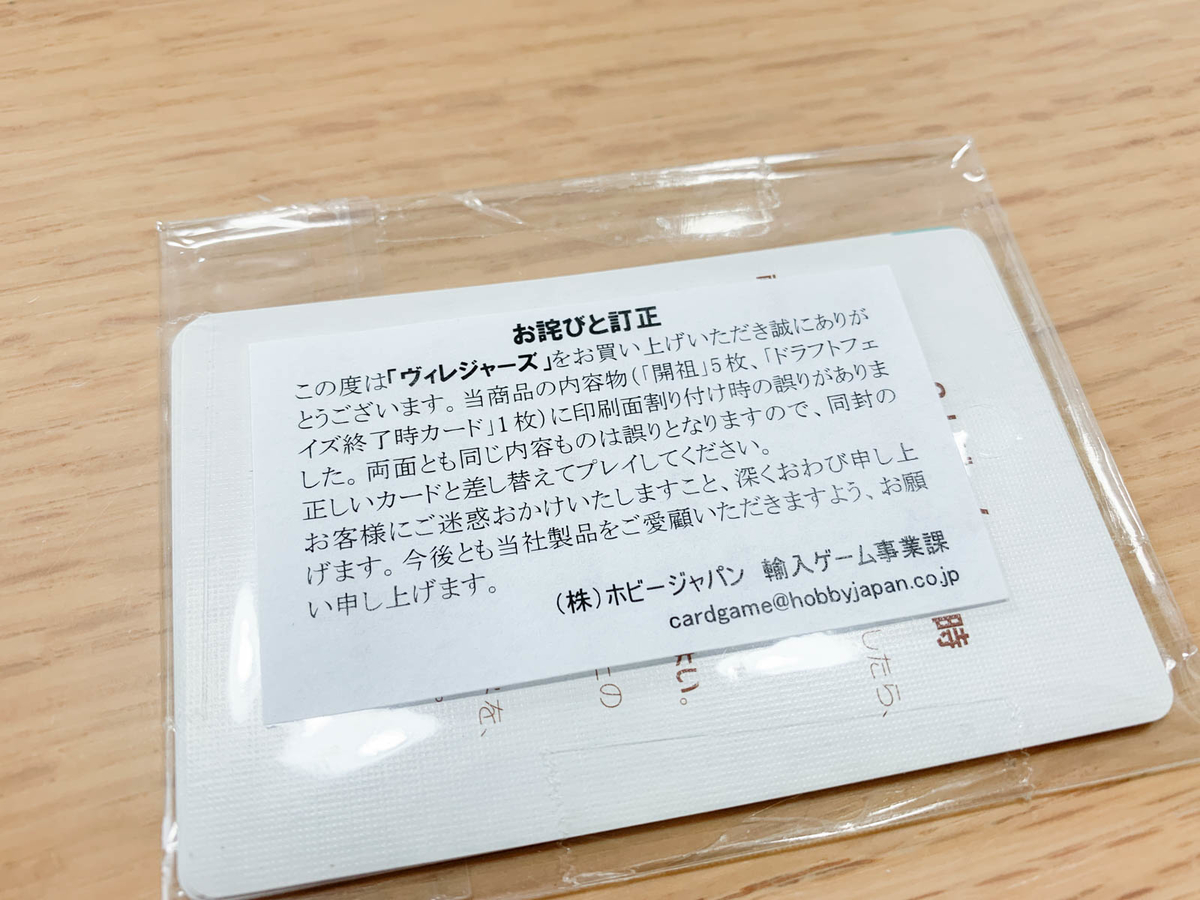 お詫びと訂正
この度は「ヴィレジャーズ」をお買い上げいただき誠にありが
とうございます。当商品の内容物(「開祖」5枚、「ドラフトフェ
イズ終了時カード」1枚)に印刷面割り付け時の誤りがありま
した。両面とも同じ内容ものは誤りとなりますので、同封の
正しいカードと差し替えてプレイしてください。
お客様にご迷惑おかけいたしますこと、深くおわび申し上
げます。今後とも当社製品をご愛顧いただきますよう、お願
い申し上げます。
(株)ホビージャパン 輸入ゲーム事業課
cardgame@hobbyjapan.co.jp
時
したら、
さい。
この
を、